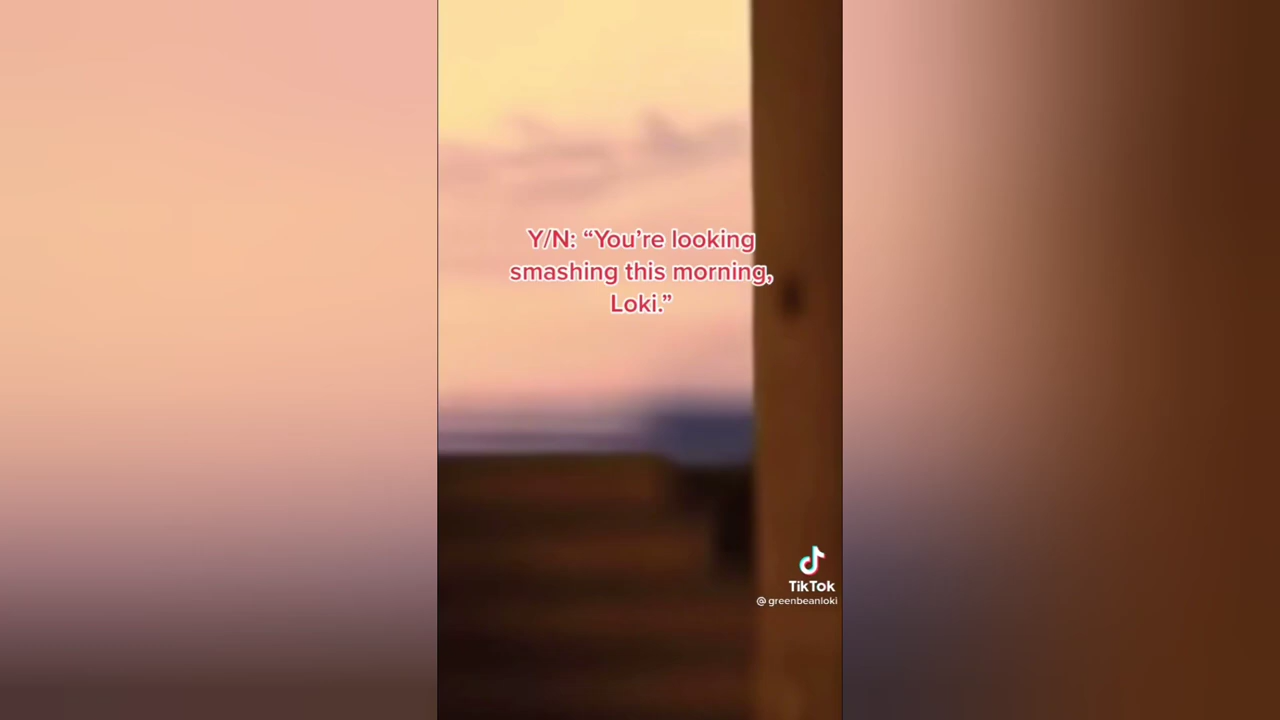 Y/N: “You’re looking
smashing this morning,
Loki.”
TikTok
@ greenbeanloki